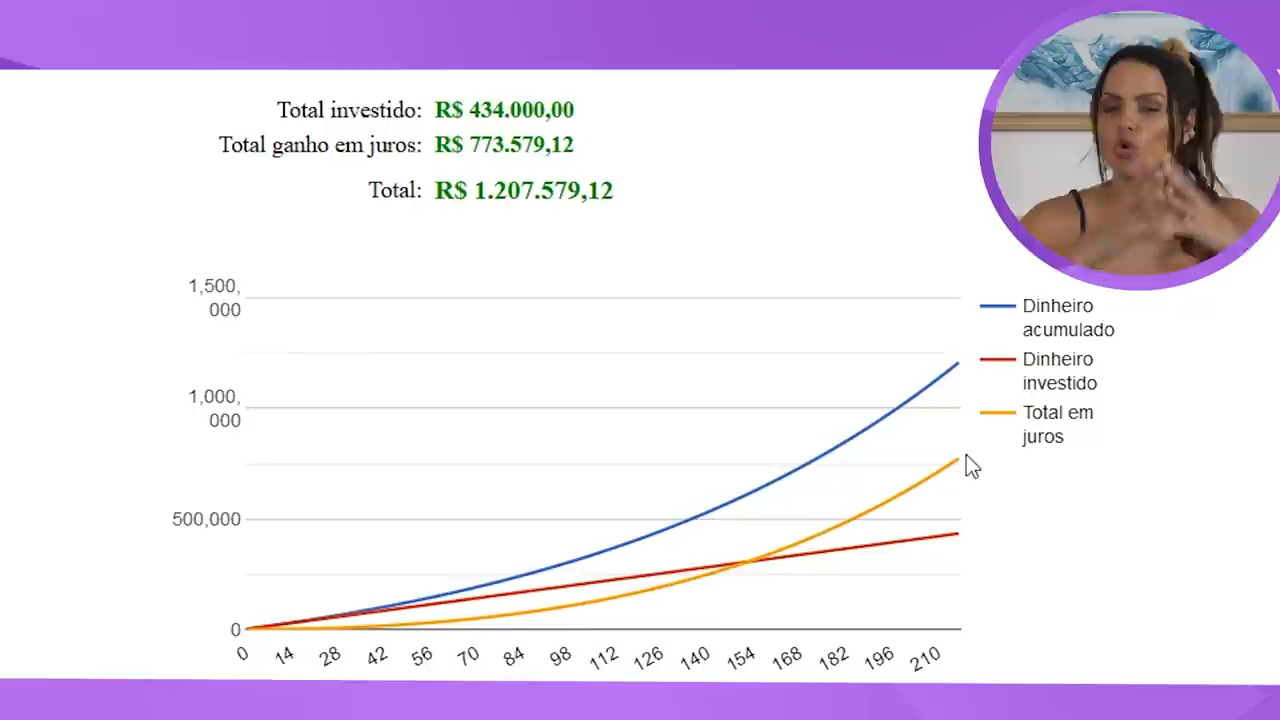 Total investido: R$ 434.000,00
Total ganho em juros: R$ 773.579,12
Total: R$ 1.207.579,12
1,500,
000
1,000,
000
500,000
0
0 14 28 42 56 70 84 98 112 126 140 154 168 182 196 210
Dinheiro
acumulado
Dinheiro
investido
Total em
juros